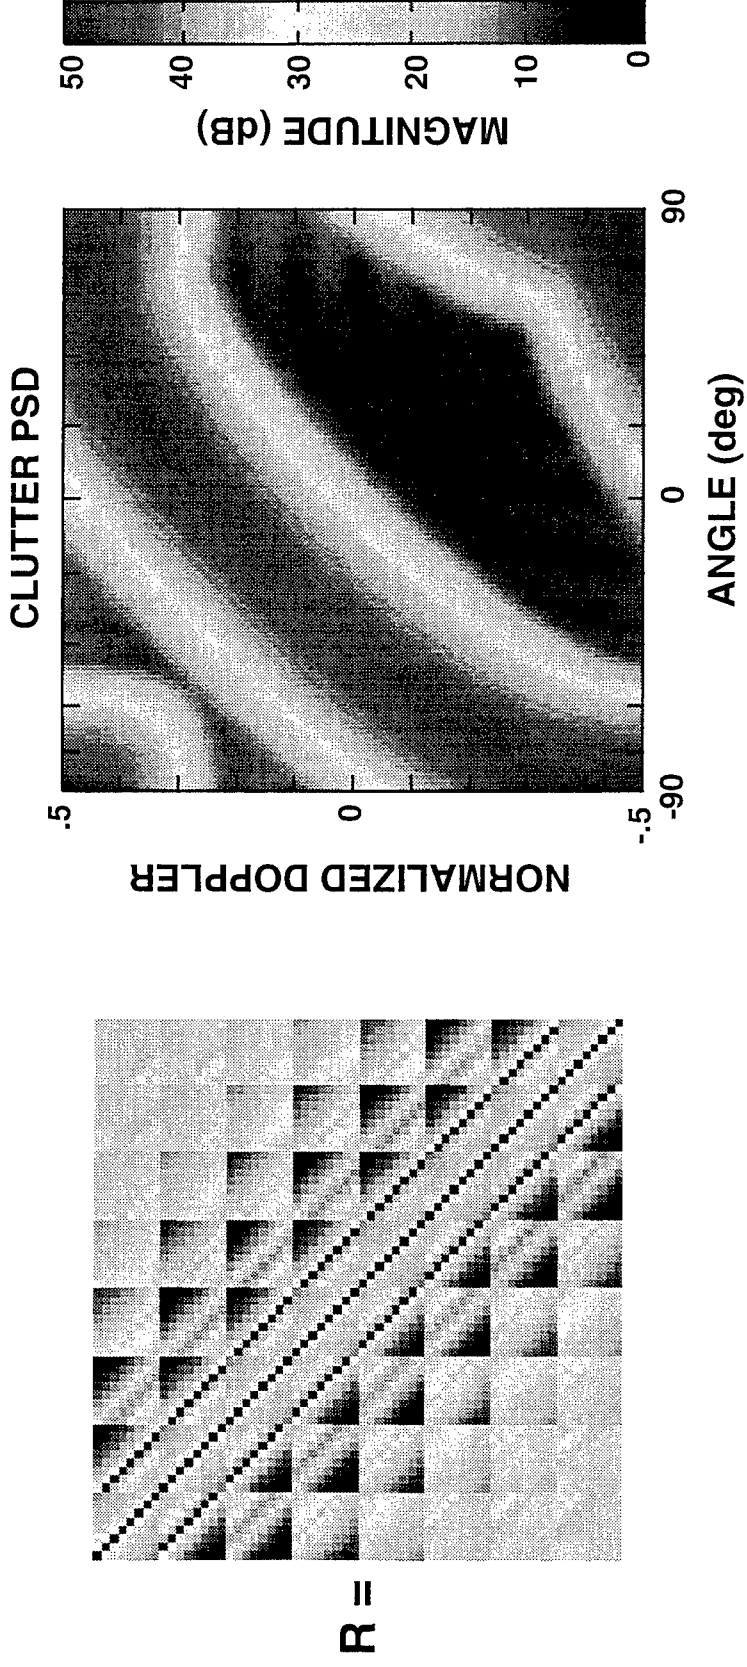 50
40
30
20
10
0
MAGNITUDE (dB)
CLUTTER PSD
.5
0
-.5
NORMALIZED DOPPLER
-90
0
90
ANGLE (deg)
R =